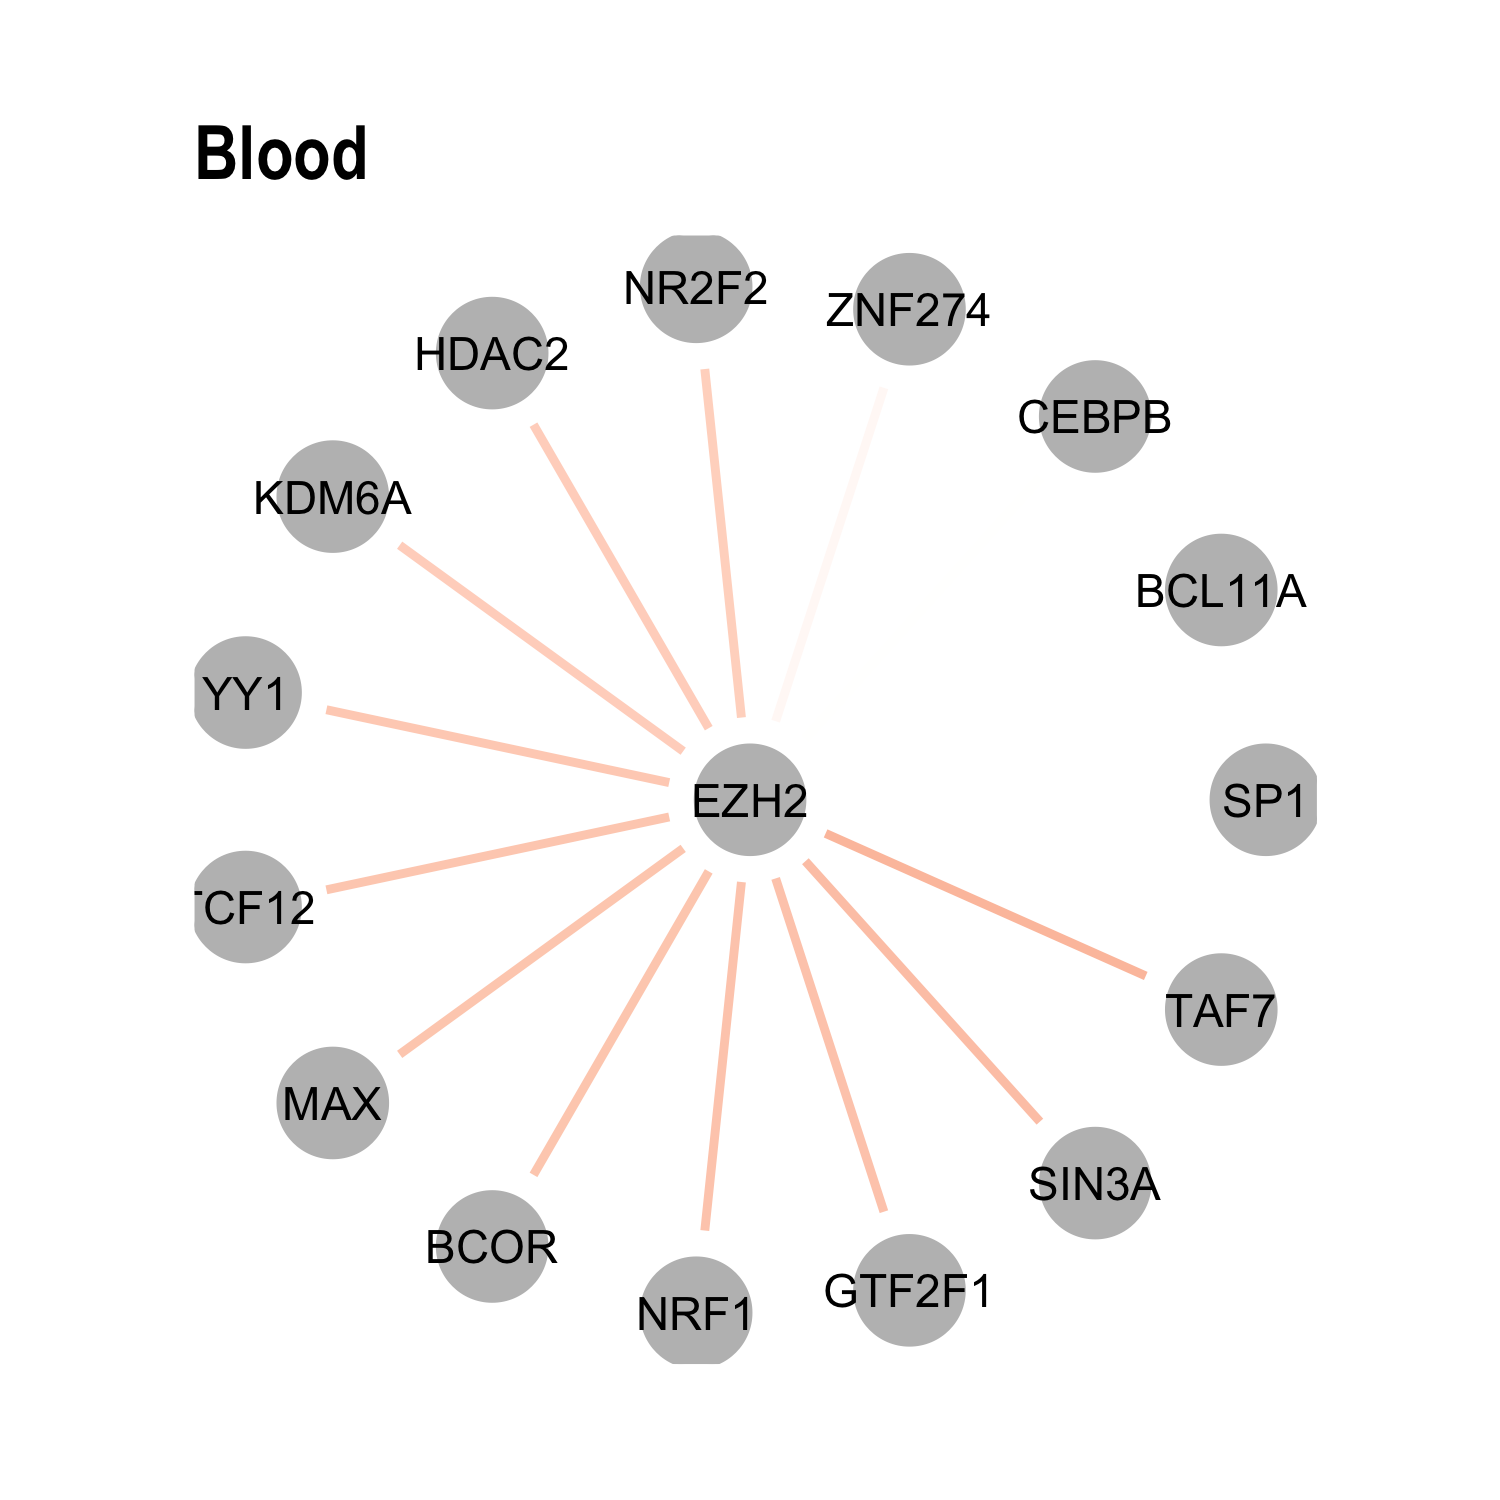 Blood
NR2F2
ZNF274
HDAC2
CEBPB
KDM6A
BCL11A
YY1
EZH2
SP1
TCF12
TAF7
MAX
SIN3A
BCOR
GTF2F1
NRF1